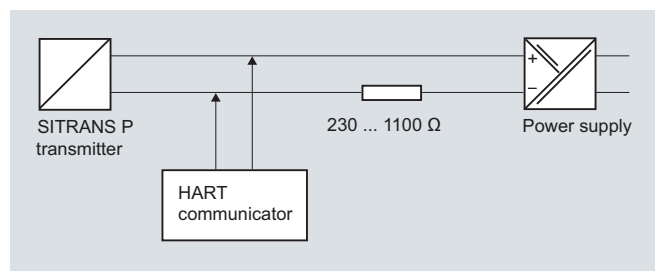 +
−
SITRANS P
transmitter
230 ... 1100 Ω
Power supply
HART
communicator